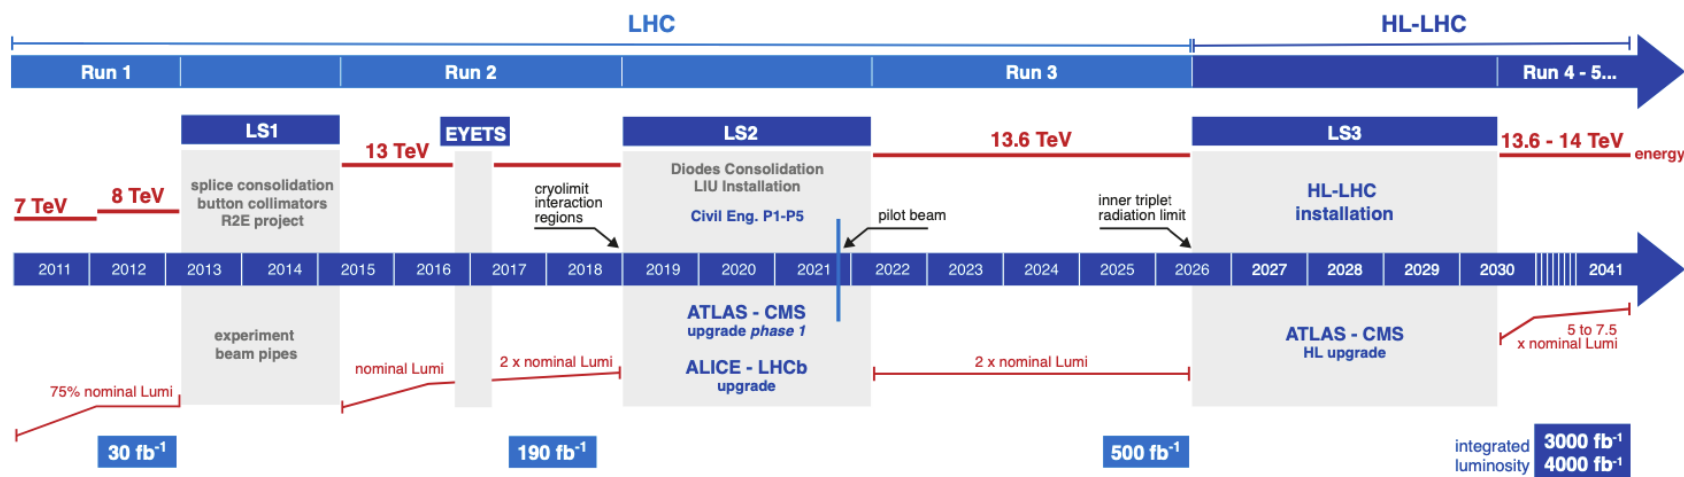 LHC
HL-LHC
Run 1
Run 2
Run 3
Run 4 - 5...
LS1
EYETS
LS2
LS3
13 TeV
13.6 TeV
13.6 - 14 TeV
energy
7 TeV
8 TeV
splice consolidation
button collimators
R2E project
cryolimit
interaction
regions
Diodes Consolidation
LIU Installation
Civil Eng. P1-P5
pilot beam
inner triplet
radiation limit
HL-LHC
installation
2011
2012
2013
2014
2015
2016
2017
2018
2019
2020
2021
2022
2023
2024
2025
2026
2027
2028
2029
2030
2041
experiment
beam pipes
ATLAS - CMS
upgrade phase 1
ALICE - LHCb
upgrade
ATLAS - CMS
HL upgrade
75% nominal Lumi
nominal Lumi
2 x nominal Lumi
2 x nominal Lumi
5 to 7.5
x nominal Lumi
30 fb⁻¹
190 fb⁻¹
500 fb⁻¹
integrated
luminosity
3000 fb⁻¹
4000 fb⁻¹